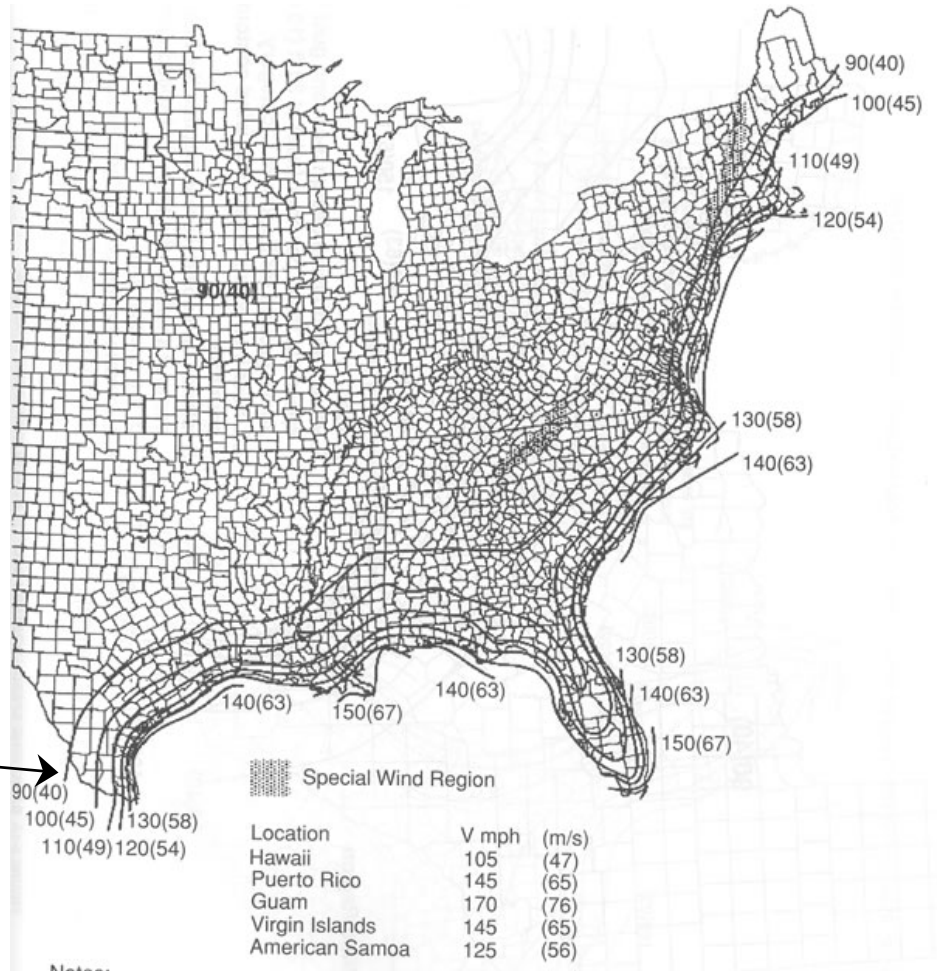 90(40)
100(45)
110(49)
120(54)
90(40)
130(58)
140(63)
130(58)
140(63)
140(63)
140(63)
150(67)
150(67)
Special Wind Region
90(40)
100(45) 130(58)
110(49) 120(54)
Location V mph (m/s)
Hawaii 105 (47)
Puerto Rico 145 (65)
Guam 170 (76)
Virgin Islands 145 (65)
American Samoa 125 (56)
Notes: